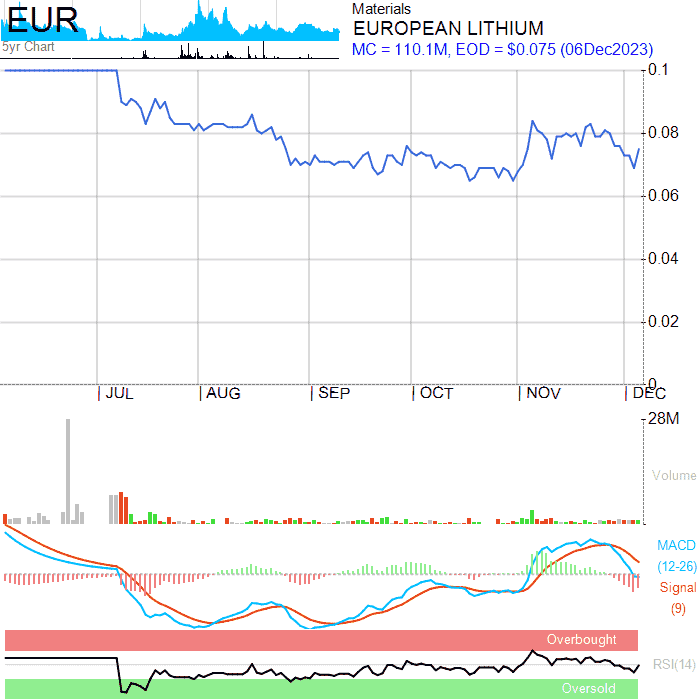 EUR
5yr Chart
Materials
EUROPEAN LITHIUM
MC = 110.1M, EOD = $0.075 (06Dec2023)
0.1
0.08
0.06
0.04
0.02
0
JUL AUG SEP OCT NOV DEC
28M
Volume
MACD
(12-26)
Signal
(9)
Overbought
RSI(14)
Oversold